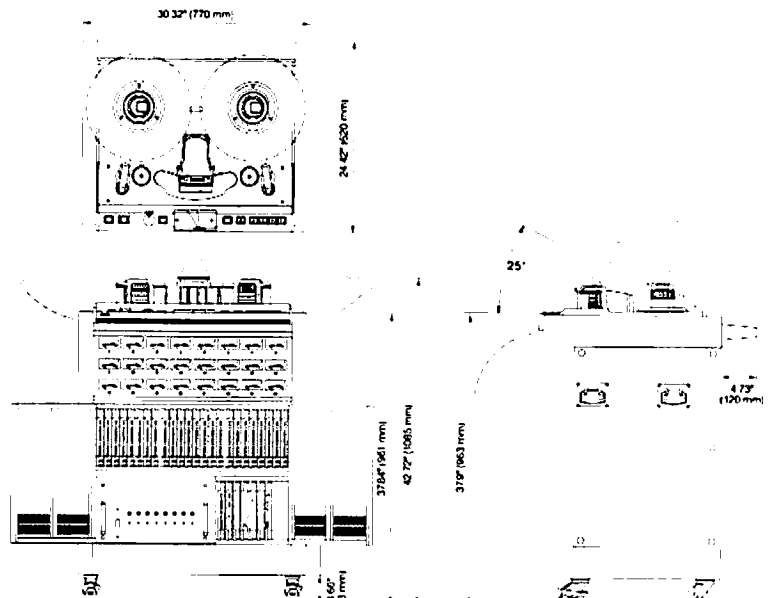 30.32" (770 mm)
24.42" (620 mm)
25°
4.73"
(120 mm)
37.84" (961 mm)
42.72" (1085 mm)
37.9" (963 mm)